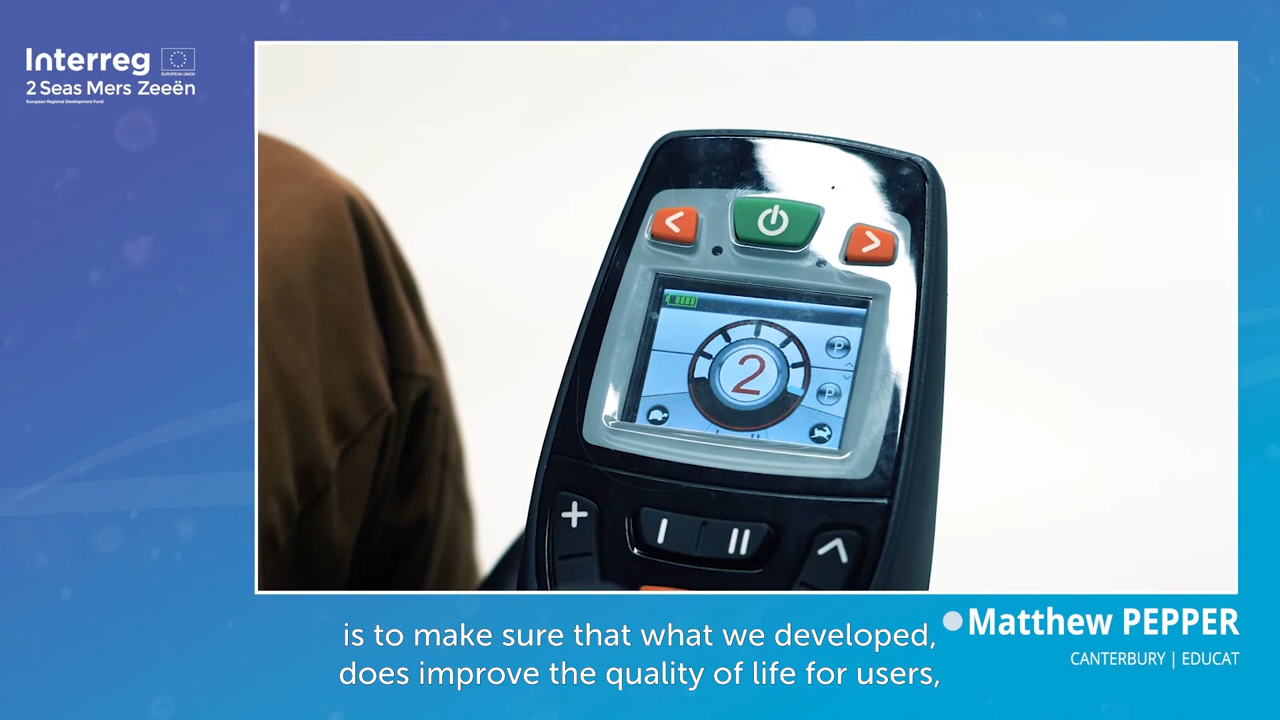 Interreg
EUROPEAN UNION
2 Seas Mers Zeeën
European Regional Development Fund
P
2
P
I II
is to make sure that what we developed,
does improve the quality of life for users,
Matthew PEPPER
CANTERBURY | EDUCAT